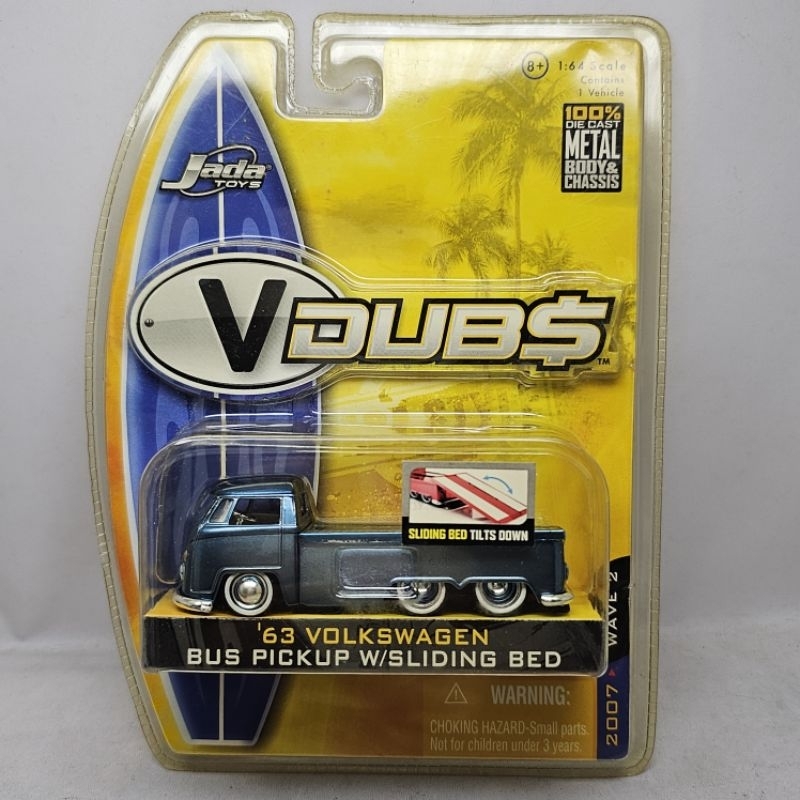 8+ 1:64 Scale
Contains
1 Vehicle
100%
DIE CAST
METAL
BODY&
CHASSIS
Jada®
TOYS
V DUB$™
SLIDING BED TILTS DOWN
'63 VOLKSWAGEN
BUS PICKUP W/SLIDING BED
2007 ▸ WAVE 2
⚠ WARNING:
CHOKING HAZARD-Small parts.
Not for children under 3 years.